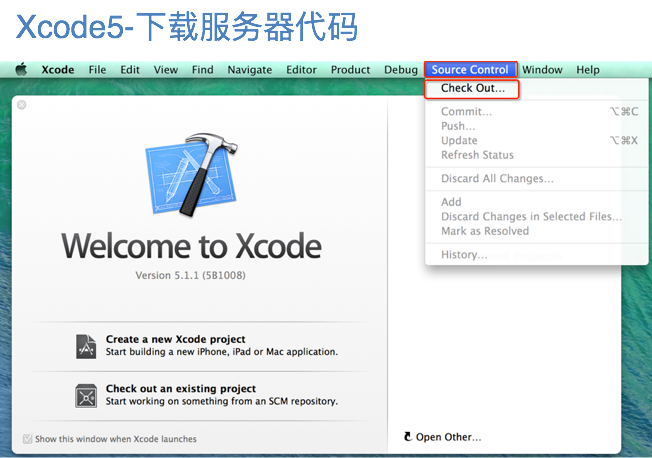 Xcode5-下载服务器代码
Xcode File Edit View Find Navigate Editor Product Debug Source Control Window Help
Check Out...
Commit... ⌥⌘C
Push...
Update ⌥⌘X
Refresh Status
Discard All Changes...
Add
Discard Changes in Selected Files...
Mark as Resolved
History...
Welcome to Xcode
Version 5.1.1 (5B1008)
Create a new Xcode project
Start building a new iPhone, iPad or Mac application.
Check out an existing project
Start working on something from an SCM repository.
Show this window when Xcode launches
Open Other...